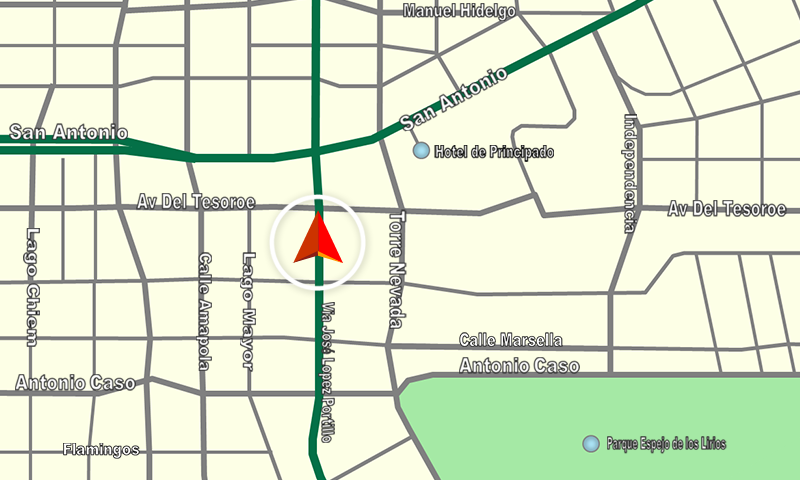 Manuel Hidelgo
San Antonio
San Antonio
Hotel de Principado
Independencia
Av Del Tesoroe
Av Del Tesoroe
Lago Chiem
Calle Amapola
Lago Mayor
Torre Nevada
Via José Lopez Portillo
Calle Marsella
Antonio Caso
Antonio Caso
Flamingos
Parque Espejo de los Lirios